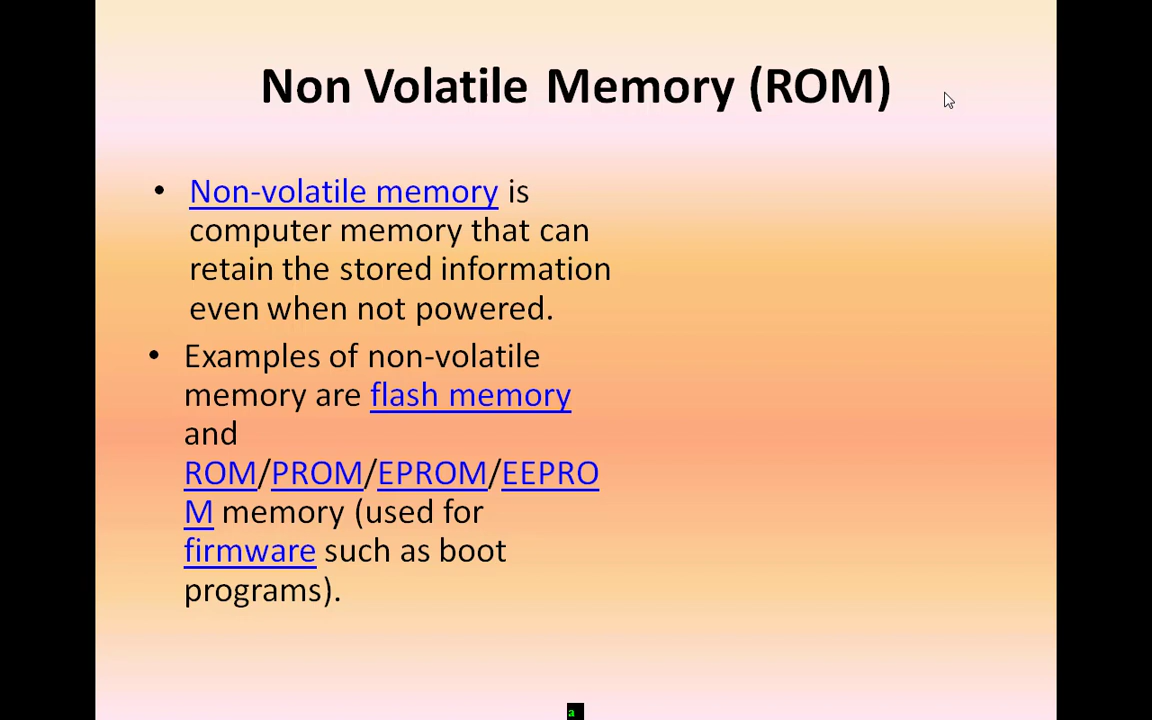 Non Volatile Memory (ROM)
• Non-volatile memory is
computer memory that can
retain the stored information
even when not powered.
• Examples of non-volatile
memory are flash memory
and
ROM/PROM/EPROM/EEPRO
M memory (used for
firmware such as boot
programs).
a